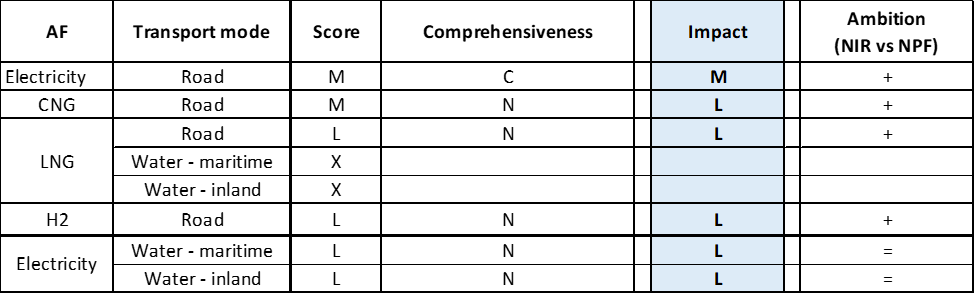 AF Transport mode Score Comprehensiveness Impact Ambition
(NIR vs NPF)
Electricity Road M C M +
CNG Road M N L +
LNG Road L N L +
Water - maritime X
Water - inland X
H2 Road L N L +
Electricity Water - maritime L N L =
Water - inland L N L =